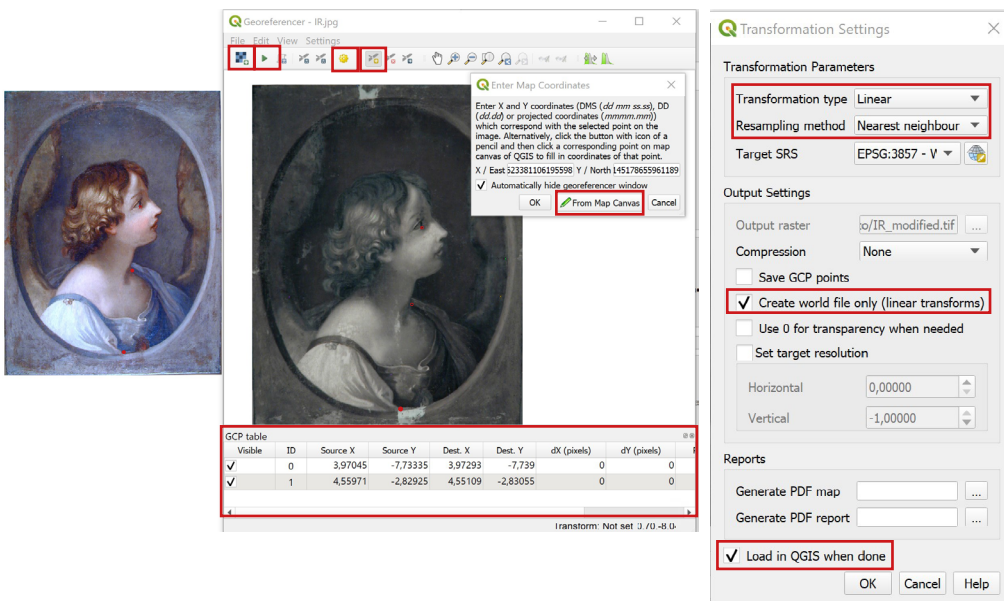 Georeferencer - IR.jpg
File Edit View Settings
Enter Map Coordinates
Enter X and Y coordinates (DMS (dd mm ss.ss), DD
(dd.dd) or projected coordinates (mmmm.mm))
which correspond with the selected point on the
image. Alternatively, click the button with icon of a
pencil and then click a corresponding point on map
canvas of QGIS to fill in coordinates of that point.
X / East 523381106195598 Y / North 145178655961189
Automatically hide georeferencer window
OK From Map Canvas Cancel
GCP table
Visible ID Source X Source Y Dest. X Dest. Y dX (pixels) dY (pixels)
0 3,97045 -7,73335 3,97293 -7,739 0 0
1 4,55971 -2,82925 4,55109 -2,83055 0 0
Transform: Not set
Transformation Settings
Transformation Parameters
Transformation type Linear
Resampling method Nearest neighbour
Target SRS EPSG:3857 -
Output Settings
Output raster :o/IR_modified.tif ...
Compression None
Save GCP points
Create world file only (linear transforms)
Use 0 for transparency when needed
Set target resolution
Horizontal 0,00000
Vertical -1,00000
Reports
Generate PDF map ...
Generate PDF report ...
Load in QGIS when done
OK Cancel Help